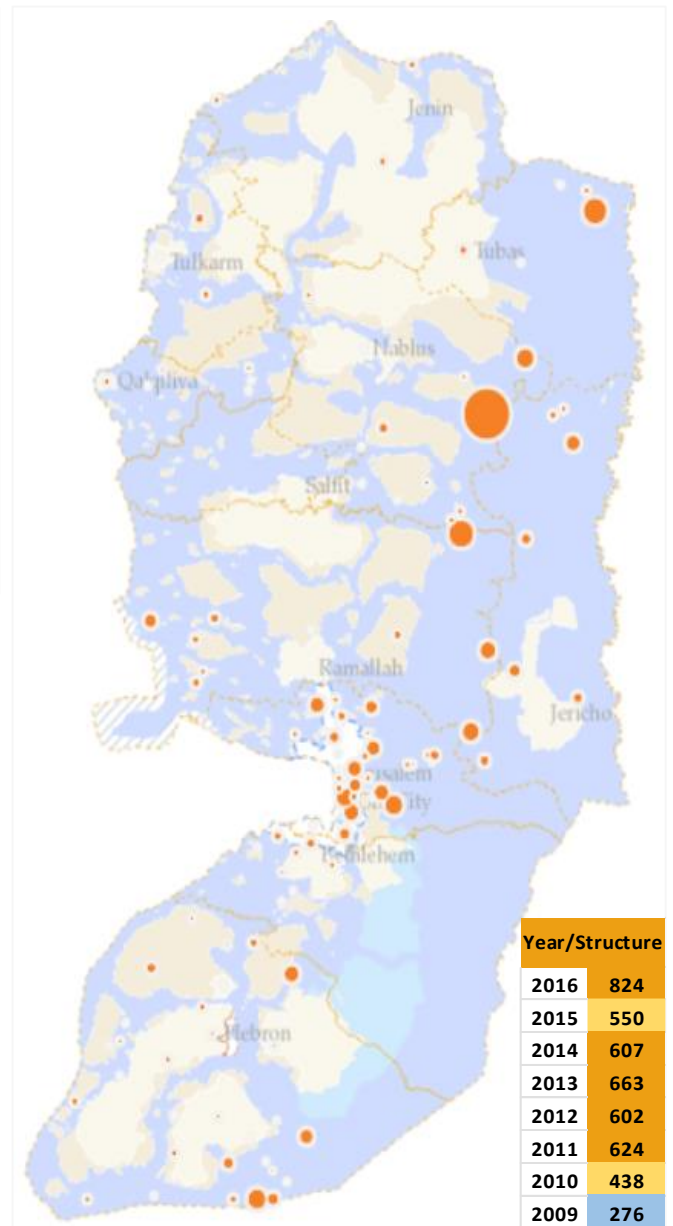 Jenin
Tubas
Tulkarm
Nablus
Salfit
Ramallah
Jericho
Bethlehem
Hebron
Year/Structure
2016 824
2015 550
2014 607
2013 663
2012 602
2011 624
2010 438
2009 276